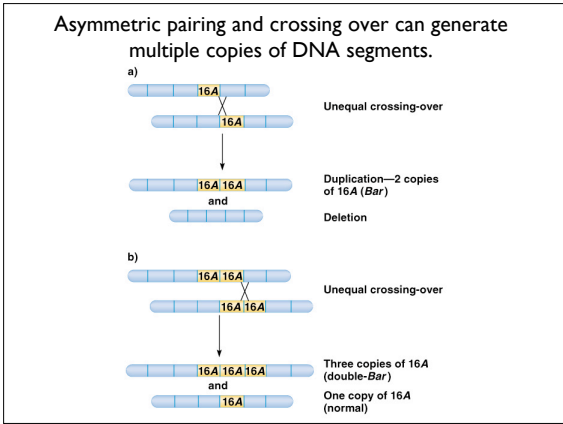 Asymmetric pairing and crossing over can generate
multiple copies of DNA segments.
a)
16A
Unequal crossing-over
16A
16A 16A
Duplication—2 copies
of 16A (Bar)
and
Deletion
b)
16A 16A
Unequal crossing-over
16A 16A
16A 16A 16A
Three copies of 16A
(double-Bar)
and
16A
One copy of 16A
(normal)